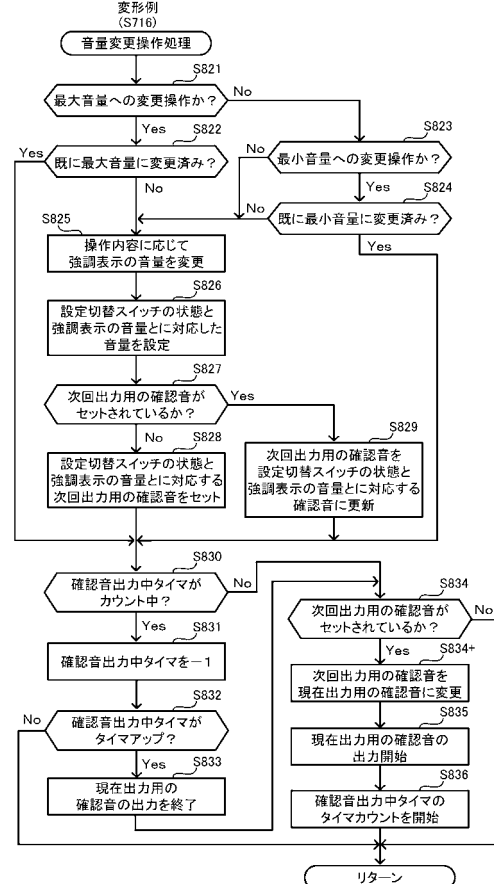 変形例
(S716)
音量変更操作処理
S821
最大音量への変更操作か？
No
Yes
S822
既に最大音量に変更済み？
Yes
No
S823
最小音量への変更操作か？
No
Yes
S824
既に最小音量に変更済み？
No
Yes
S825
操作内容に応じて
強調表示の音量を変更
S826
設定切替スイッチの状態と
強調表示の音量とに対応した
音量を設定
S827
次回出力用の確認音が
セットされているか？
Yes
No
S828
設定切替スイッチの状態と
強調表示の音量とに対応する
次回出力用の確認音をセット
S829
次回出力用の確認音を
設定切替スイッチの状態と
強調表示の音量とに対応する
確認音に更新
S830
確認音出力中タイマが
カウント中？
No
Yes
S831
確認音出力中タイマを－1
S832
確認音出力中タイマが
タイマアップ？
No
Yes
S833
現在出力用の
確認音の出力を終了
S834
次回出力用の確認音が
セットされているか？
No
Yes
S834+
次回出力用の確認音を
現在出力用の確認音に変更
S835
現在出力用の確認音の
出力開始
S836
確認音出力中タイマの
タイマカウントを開始
リターン